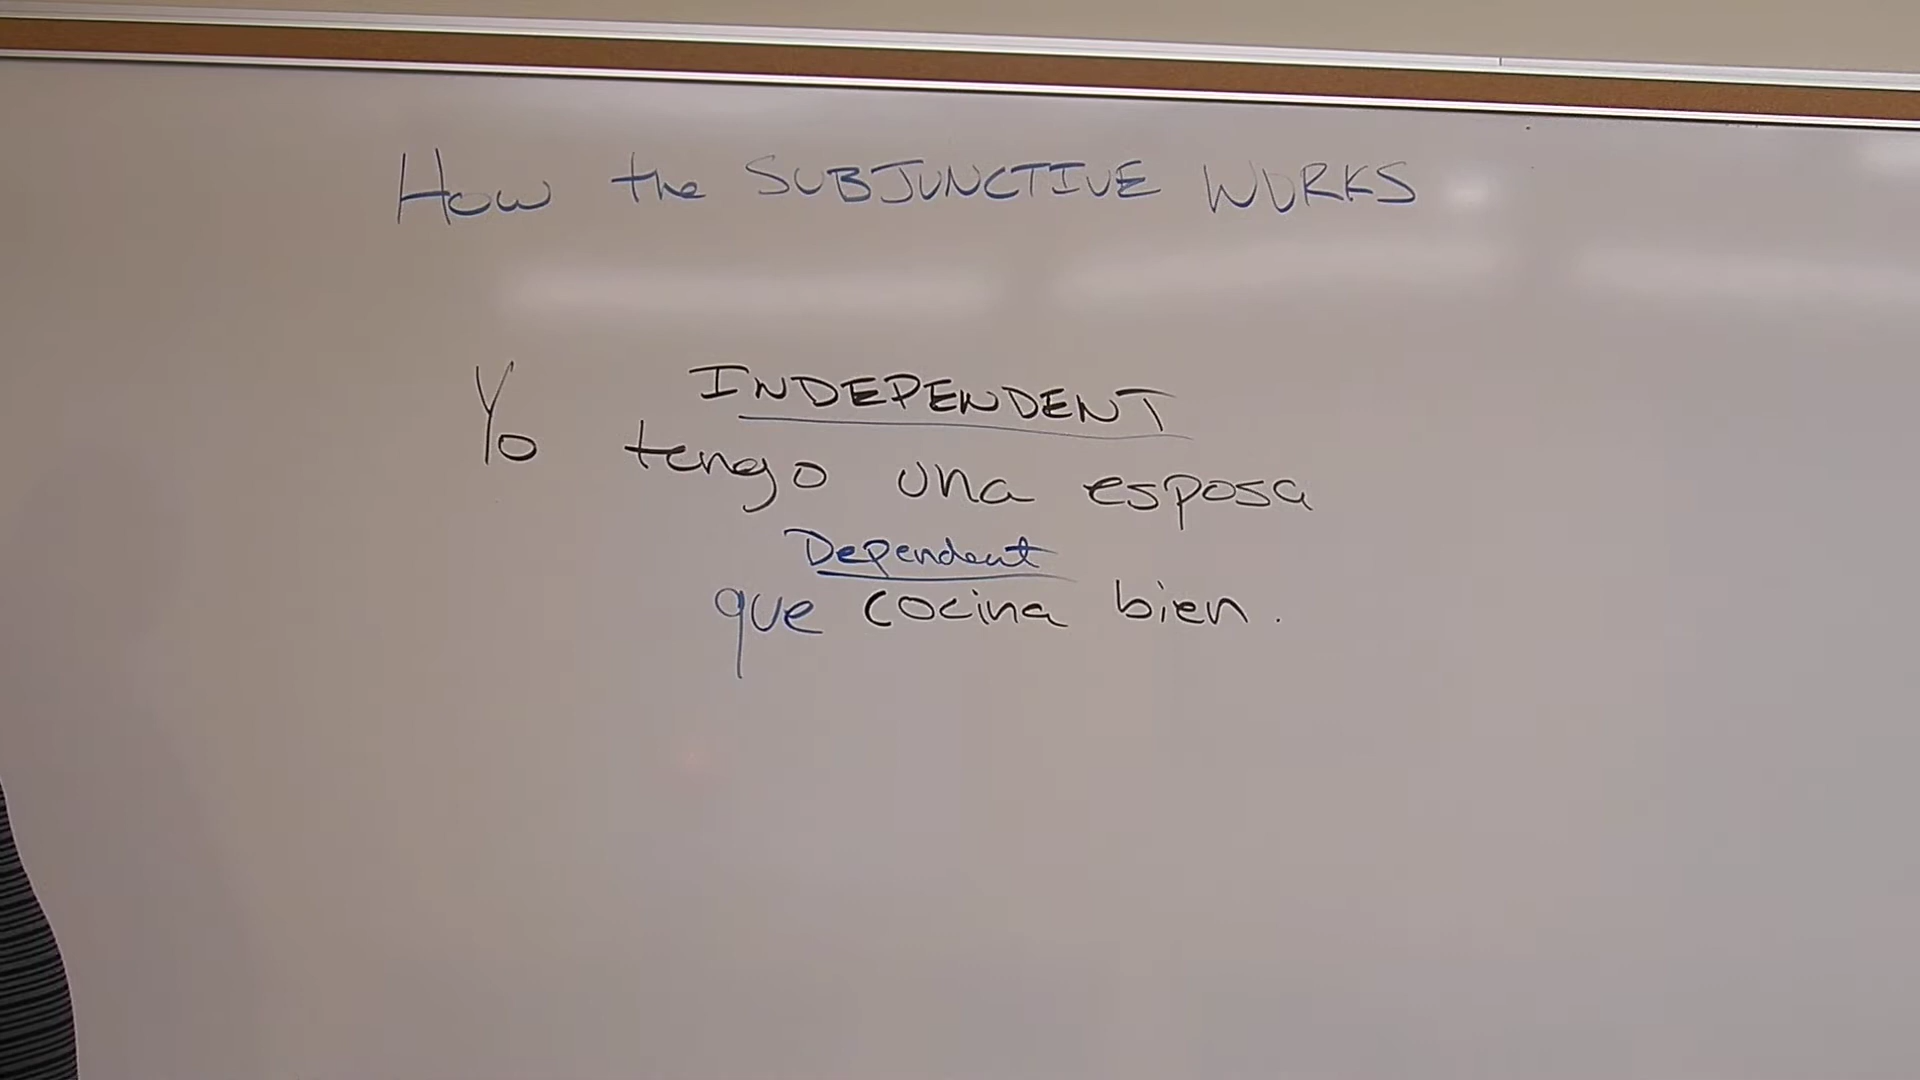 How the SUBJUNCTIVE WORKS
INDEPENDENT
Yo tengo una esposa
Dependent
que cocina bien.